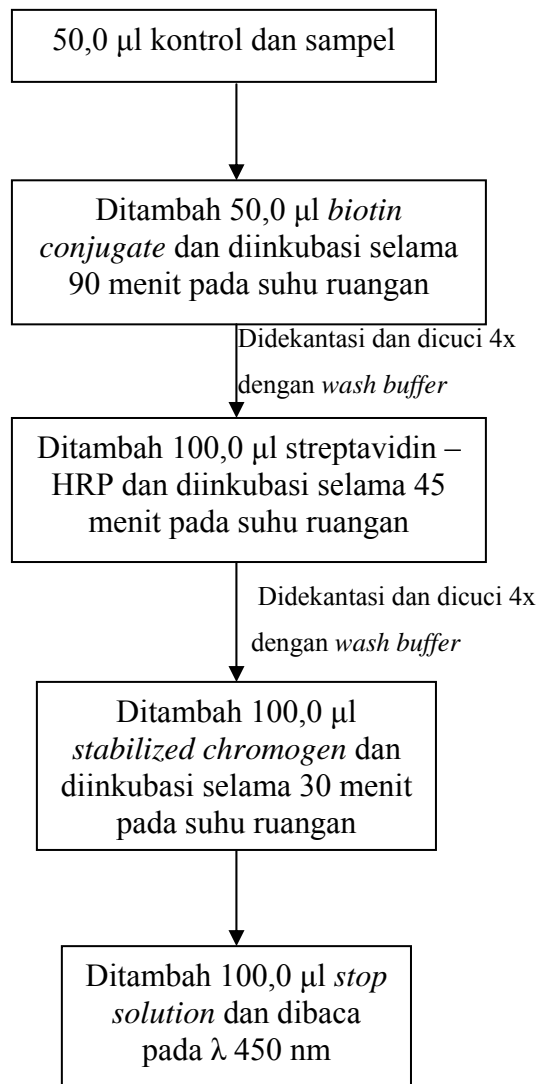 50,0 μl kontrol dan sampel
Ditambah 50,0 μl biotin
conjugate dan diinkubasi selama
90 menit pada suhu ruangan
Didekantasi dan dicuci 4x
dengan wash buffer
Ditambah 100,0 μl streptavidin –
HRP dan diinkubasi selama 45
menit pada suhu ruangan
Didekantasi dan dicuci 4x
dengan wash buffer
Ditambah 100,0 μl
stabilized chromogen dan
diinkubasi selama 30 menit
pada suhu ruangan
Ditambah 100,0 μl stop
solution dan dibaca
pada λ 450 nm